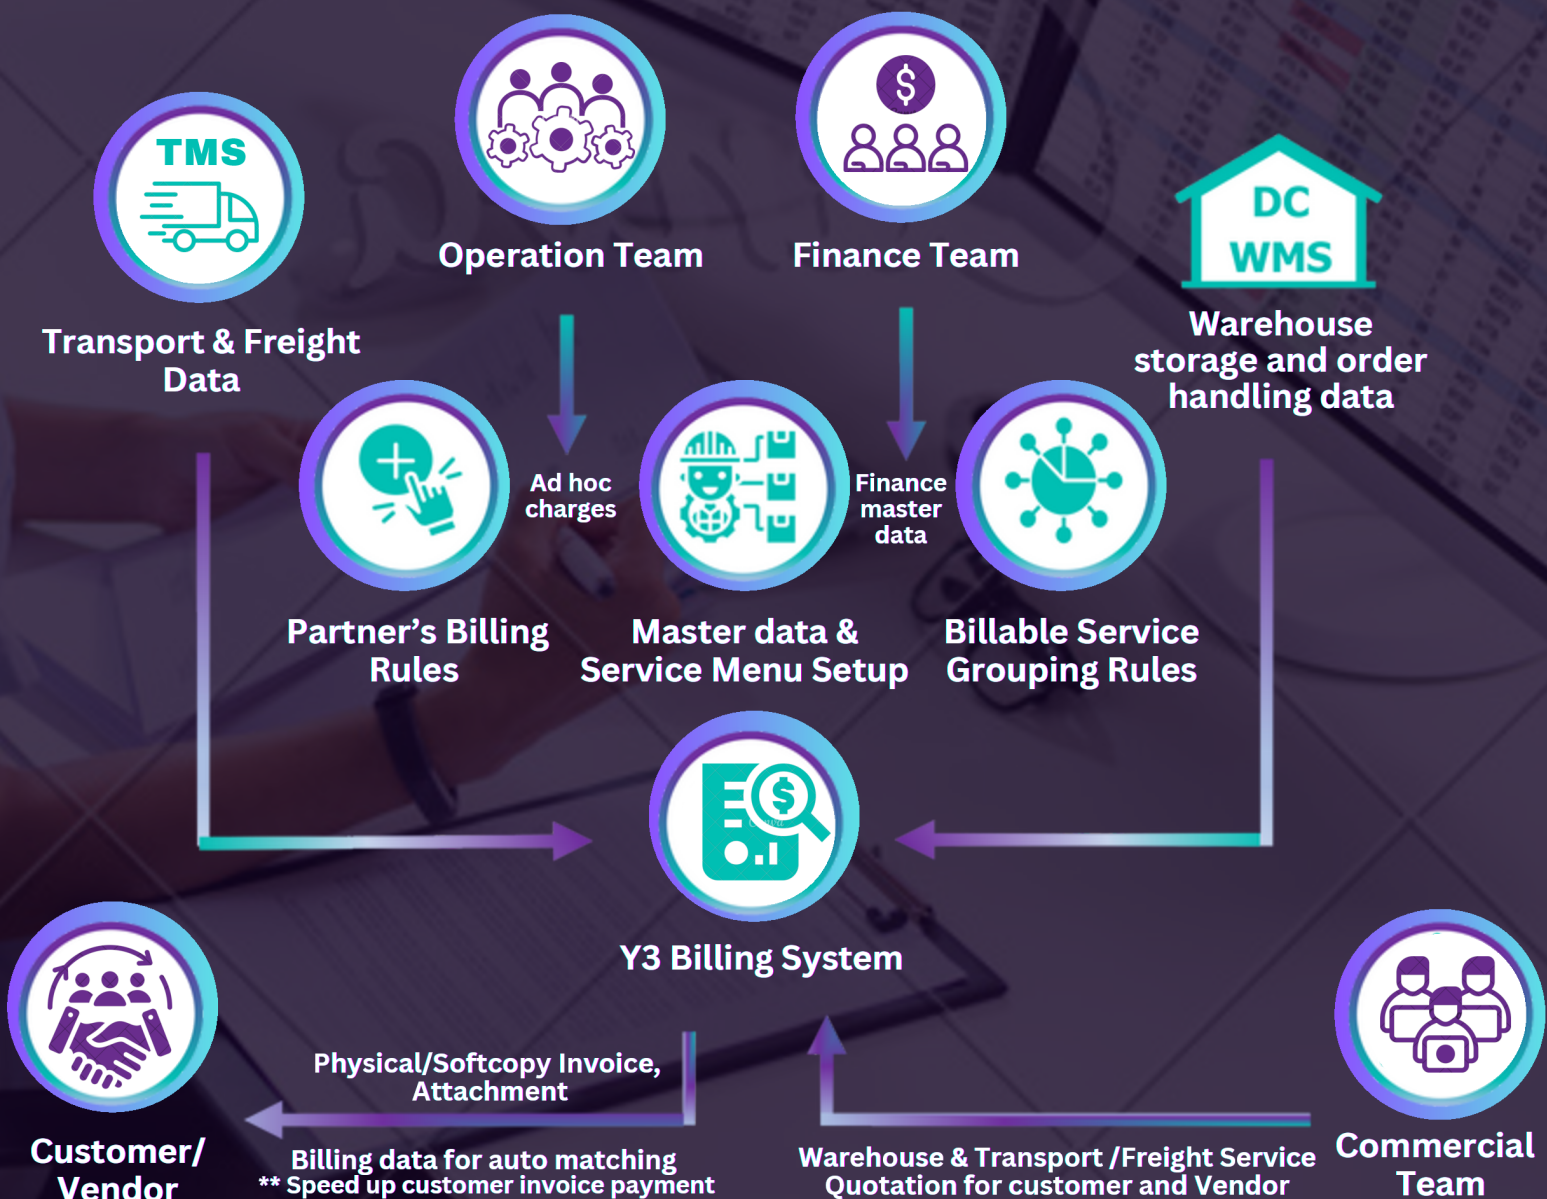 TMS
Transport & Freight
Data
Operation Team
$
Finance Team
DC
WMS
Warehouse
storage and order
handling data
Ad hoc
charges
Finance
master
data
Partner's Billing
Rules
Master data &
Service Menu Setup
Billable Service
Grouping Rules
$
Y3 Billing System
Physical/Softcopy Invoice,
Attachment
Billing data for auto matching
** Speed up customer invoice payment
Customer/
Vendor
Warehouse & Transport /Freight Service
Quotation for customer and Vendor
Commercial
Team